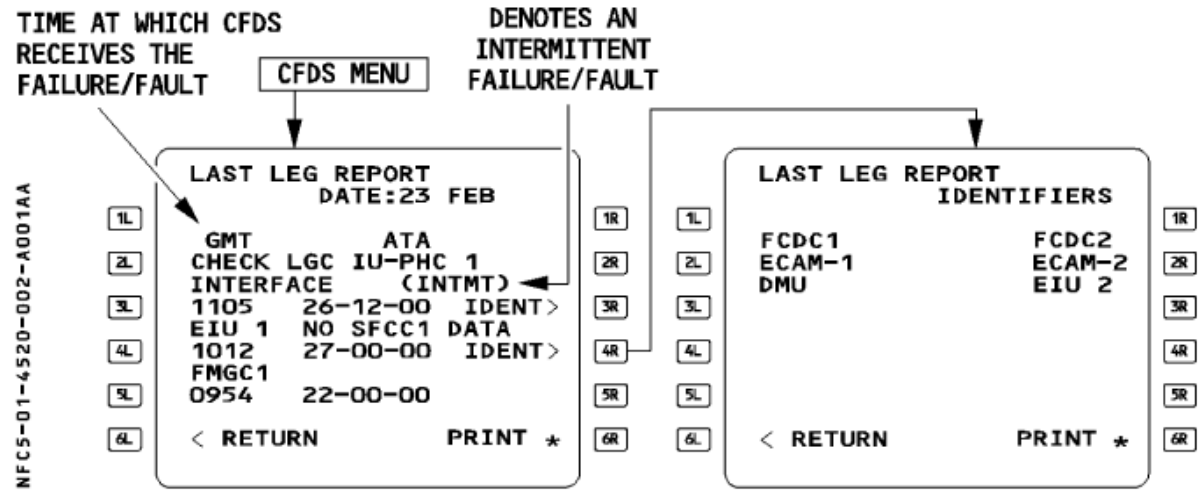 TIME AT WHICH CFDS
RECEIVES THE
FAILURE/FAULT
CFDS MENU
DENOTES AN
INTERMITTENT
FAILURE/FAULT
NFC5-01-4520-002-A001AA
LAST LEG REPORT
DATE:23 FEB
GMT ATA
CHECK LGC IU-PHC 1
INTERFACE (INTMT)
1105 26-12-00 IDENT>
EIU 1 NO SFCC1 DATA
1012 27-00-00 IDENT>
FMGC1
0954 22-00-00
< RETURN PRINT *
1L
2L
3L
4L
5L
6L
1R
2R
3R
4R
5R
6R
LAST LEG REPORT
IDENTIFIERS
FCDC1 FCDC2
ECAM-1 ECAM-2
DMU EIU 2
< RETURN PRINT *
1L
2L
3L
4L
5L
6L
1R
2R
3R
4R
5R
6R